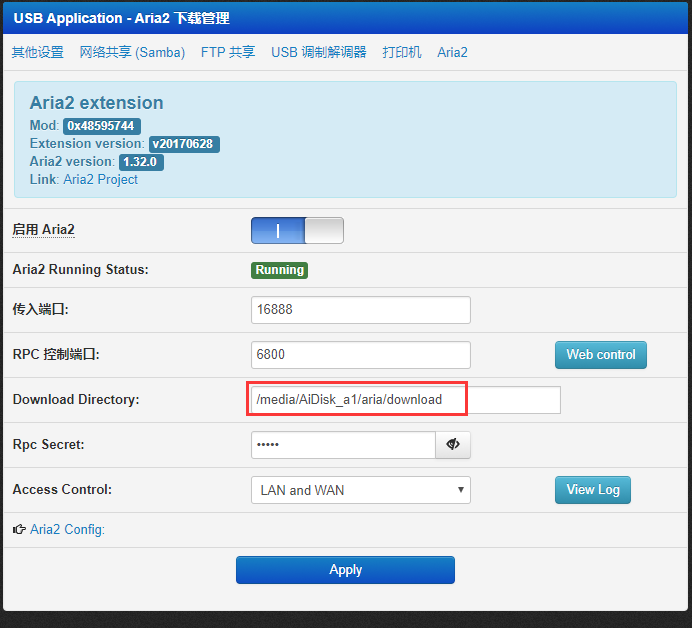 USB Application - Aria2 下载管理
其他设置 网络共享 (Samba) FTP 共享 USB 调制解调器 打印机 Aria2
Aria2 extension
Mod: 0x48595744
Extension version: v20170628
Aria2 version: 1.32.0
Link: Aria2 Project
启用 Aria2
Aria2 Running Status: Running
传入端口: 16888
RPC 控制端口: 6800 Web control
Download Directory: /media/AiDisk_a1/aria/download
Rpc Secret: •••••
Access Control: LAN and WAN View Log
Aria2 Config:
Apply